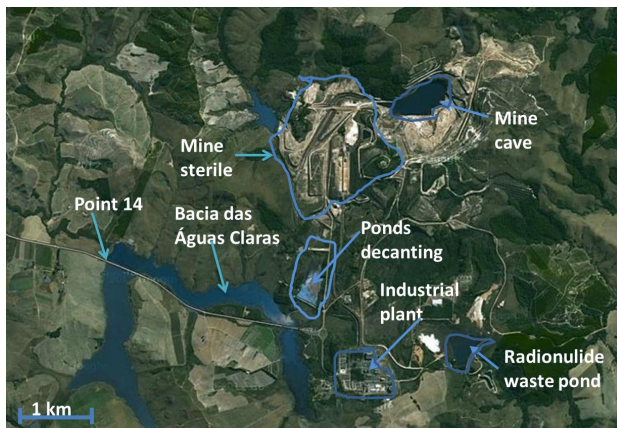 Mine
cave
Mine
sterile
Point 14
Bacia das
Águas Claras
Ponds
decanting
Industrial
plant
Radionulide
waste pond
1 km